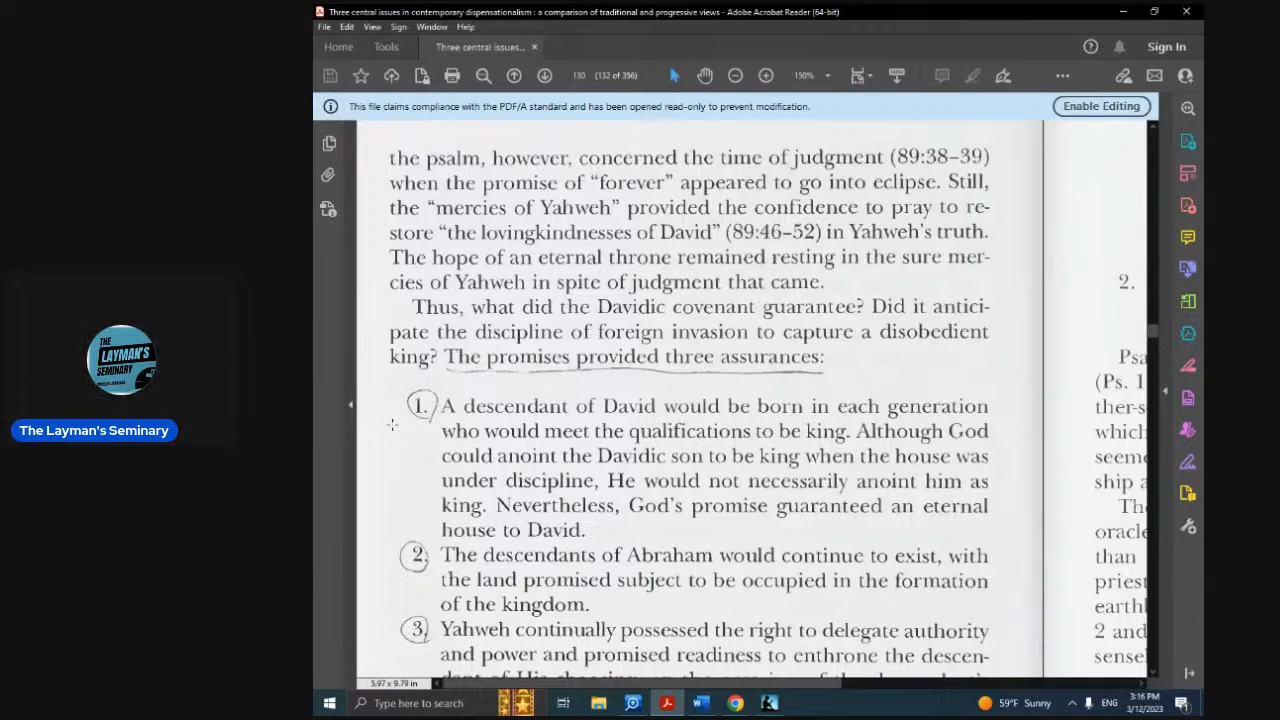 Three central issues in contemporary dispensationalism : a comparison of traditional and progressive views - Adobe Acrobat Reader (64-bit)
File Edit View Sign Window Help
Home Tools Three central issues... × Sign In
130 (132 of 356) 150%
This file claims compliance with the PDF/A standard and has been opened read-only to prevent modification. Enable Editing
the psalm, however, concerned the time of judgment (89:38–39)
when the promise of “forever” appeared to go into eclipse. Still,
the “mercies of Yahweh” provided the confidence to pray to re-
store “the lovingkindnesses of David” (89:46–52) in Yahweh’s truth.
The hope of an eternal throne remained resting in the sure mer-
cies of Yahweh in spite of judgment that came.
Thus, what did the Davidic covenant guarantee? Did it antici-
pate the discipline of foreign invasion to capture a disobedient
king? The promises provided three assurances:
1. A descendant of David would be born in each generation
who would meet the qualifications to be king. Although God
could anoint the Davidic son to be king when the house was
under discipline, He would not necessarily anoint him as
king. Nevertheless, God’s promise guaranteed an eternal
house to David.
2. The descendants of Abraham would continue to exist, with
the land promised subject to be occupied in the formation
of the kingdom.
3. Yahweh continually possessed the right to delegate authority
and power and promised readiness to enthrone the descen-
2.
Psa
(Ps. 1
ther-s
which
seeme
ship a
Th
oracle
than
priest
earthl
2 and
sense
THE
LAYMAN'S
SEMINARY
The Layman's Seminary
5.97 x 9.79 in
Type here to search
59°F Sunny
ENG
3:16 PM
3/12/2023